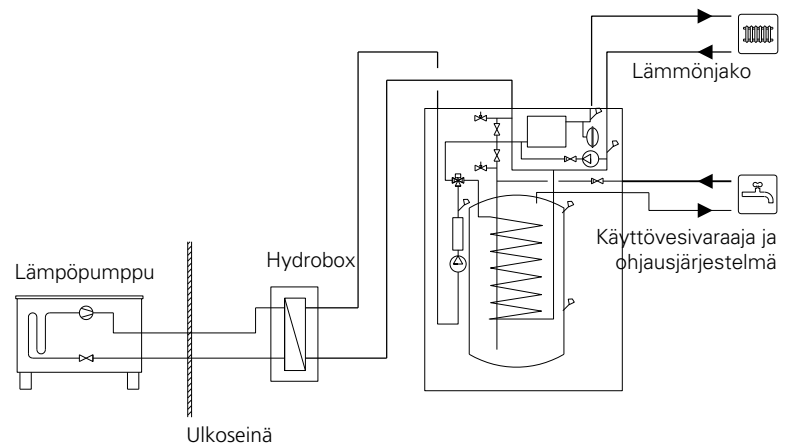 Lämmönjako
Käyttövesivaraaja ja
ohjausjärjestelmä
Hydrobox
Lämpöpumppu
Ulkoseinä